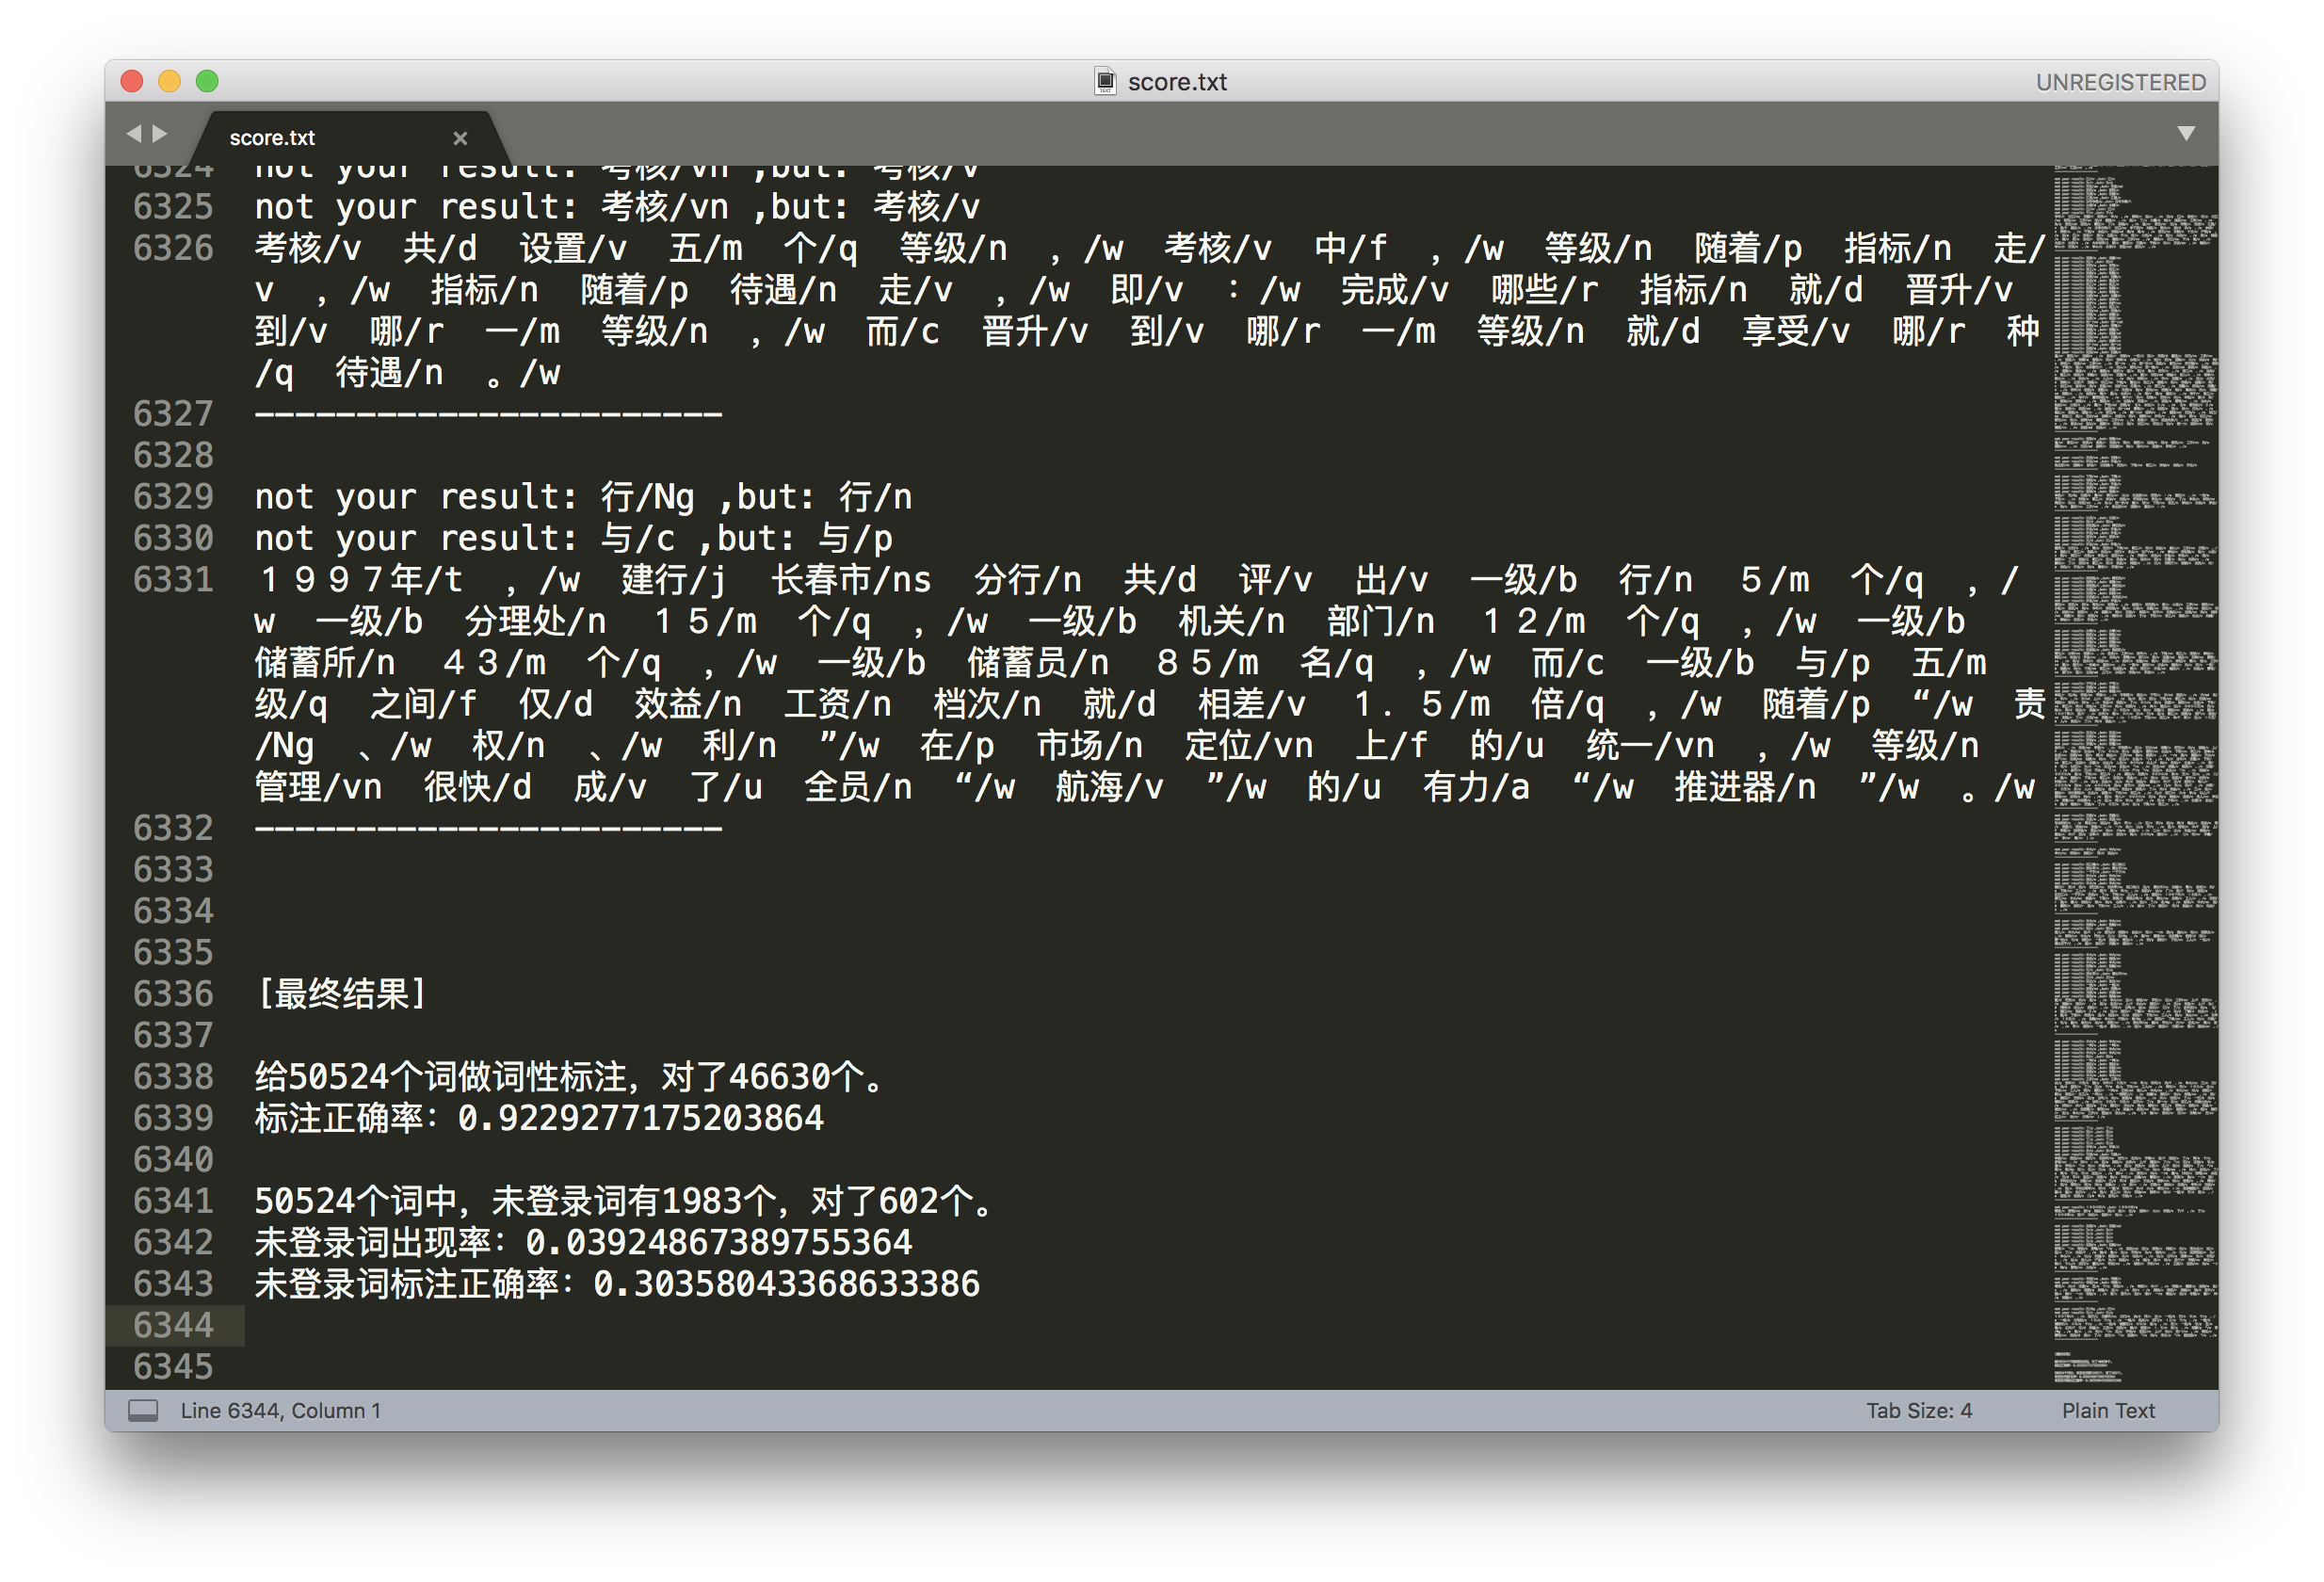 score.txt
UNREGISTERED
score.txt
6324 not your result: 考核/vn ,but: 考核/v
6325 not your result: 考核/vn ,but: 考核/v
6326 考核/v  共/d  设置/v  五/m  个/q  等级/n  ，/w  考核/v  中/f  ，/w  等级/n  随着/p  指标/n  走/
v  ，/w  指标/n  随着/p  待遇/n  走/v  ，/w  即/v  ：/w  完成/v  哪些/r  指标/n  就/d  晋升/v
到/v  哪/r  一/m  等级/n  ，/w  而/c  晋升/v  到/v  哪/r  一/m  等级/n  就/d  享受/v  哪/r  种
/q  待遇/n  。/w
6327 -----------------------
6328
6329 not your result: 行/Ng ,but: 行/n
6330 not your result: 与/c ,but: 与/p
6331 １９９７年/t  ，/w  建行/j  长春市/ns  分行/n  共/d  评/v  出/v  一级/b  行/n  ５/m  个/q  ，/
w  一级/b  分理处/n  １５/m  个/q  ，/w  一级/b  机关/n  部门/n  １２/m  个/q  ，/w  一级/b
储蓄所/n  ４３/m  个/q  ，/w  一级/b  储蓄员/n  ８５/m  名/q  ，/w  而/c  一级/b  与/p  五/m
级/q  之间/f  仅/d  效益/n  工资/n  档次/n  就/d  相差/v  １．５/m  倍/q  ，/w  随着/p  “/w  责
/Ng  、/w  权/n  、/w  利/n  ”/w  在/p  市场/n  定位/vn  上/f  的/u  统一/vn  ，/w  等级/n
管理/vn  很快/d  成/v  了/u  全员/n  “/w  航海/v  ”/w  的/u  有力/a  “/w  推进器/n  ”/w  。/w
6332 -----------------------
6333
6334
6335
6336 [最终结果]
6337
6338 给50524个词做词性标注，对了46630个。
6339 标注正确率：0.9229277175203864
6340
6341 50524个词中，未登录词有1983个，对了602个。
6342 未登录词出现率：0.03924867389755364
6343 未登录词标注正确率：0.30358043368633386
6344
6345
Line 6344, Column 1
Tab Size: 4
Plain Text